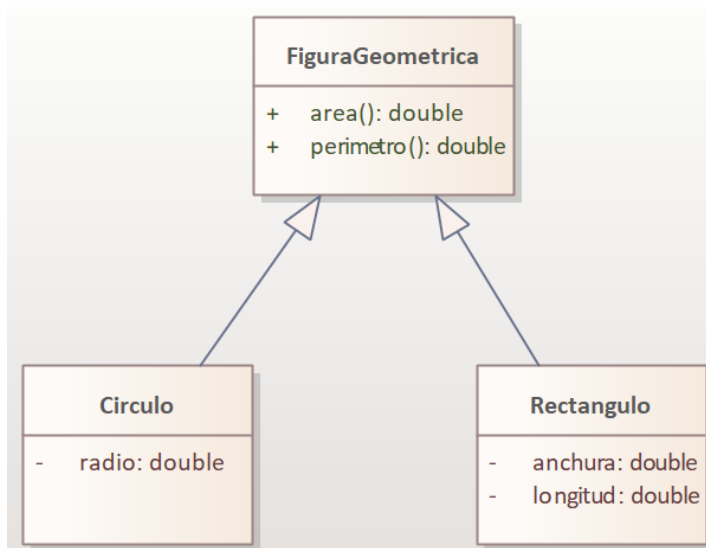 FiguraGeometrica
+ area(): double
+ perimetro(): double
Circulo
- radio: double
Rectangulo
- anchura: double
- longitud: double